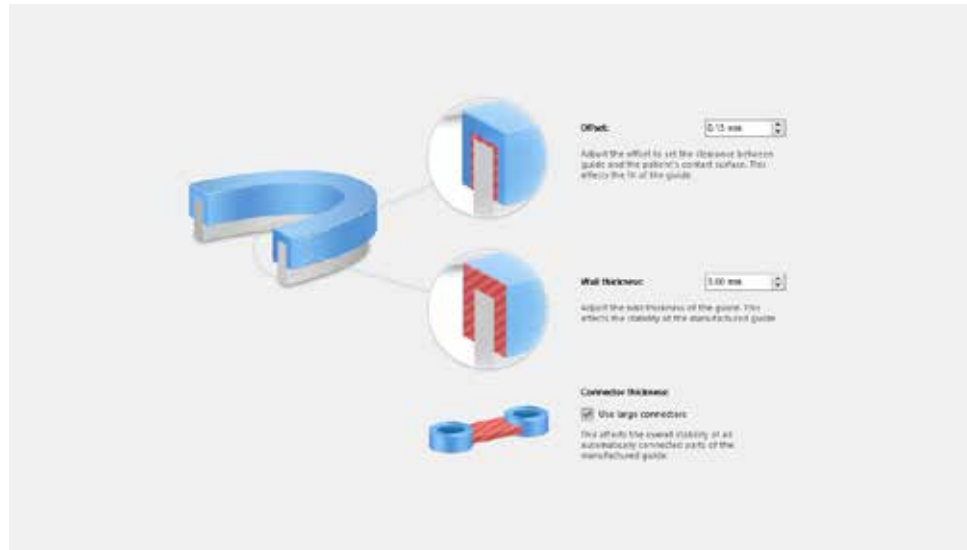 Offset:
0.15 mm
Adjust the offset to set the clearance between
guide and the patient's contact surface. This
effects the fit of the guide
Wall thickness:
3.00 mm
Adjust the wall thickness of the guide. This
effects the stability of the manufactured guide
Connector thickness:
Use large connectors
This affects the overall stability of all
automatically connected parts of the
manufactured guide